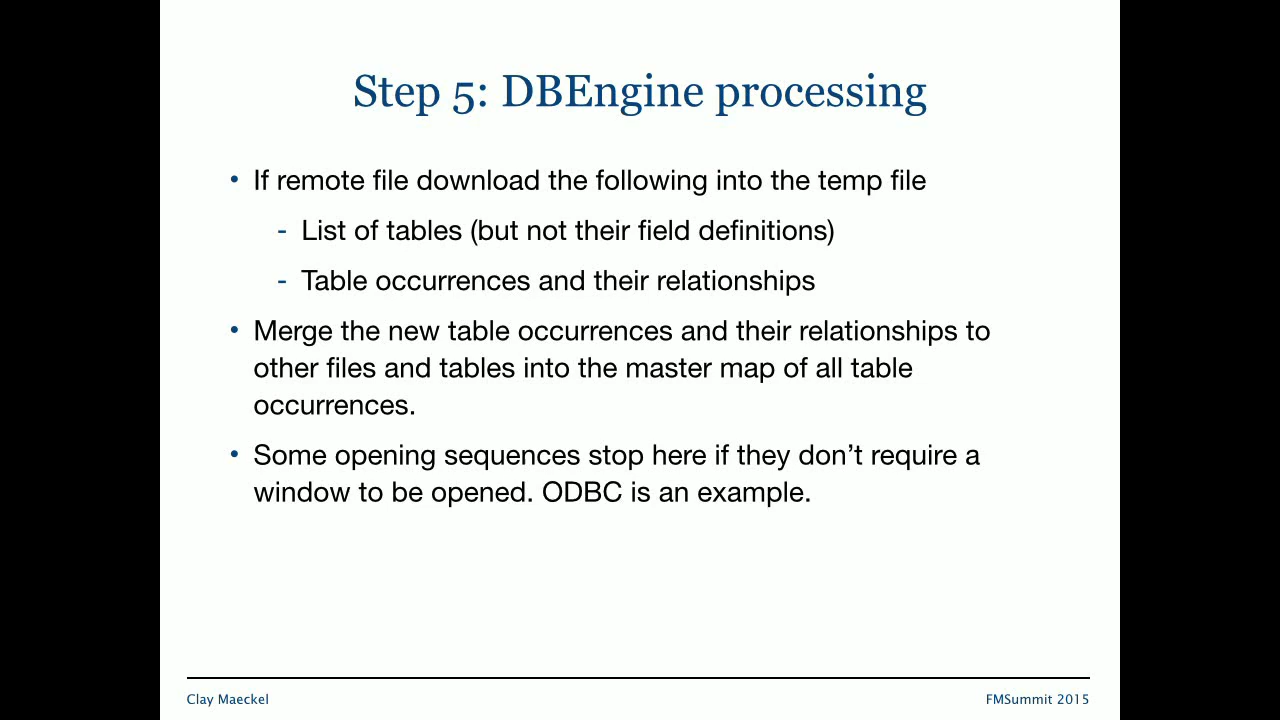 Step 5: DBEngine processing
• If remote file download the following into the temp file
- List of tables (but not their field definitions)
- Table occurrences and their relationships
• Merge the new table occurrences and their relationships to
other files and tables into the master map of all table
occurrences.
• Some opening sequences stop here if they don’t require a
window to be opened. ODBC is an example.
Clay Maeckel
FMSummit 2015